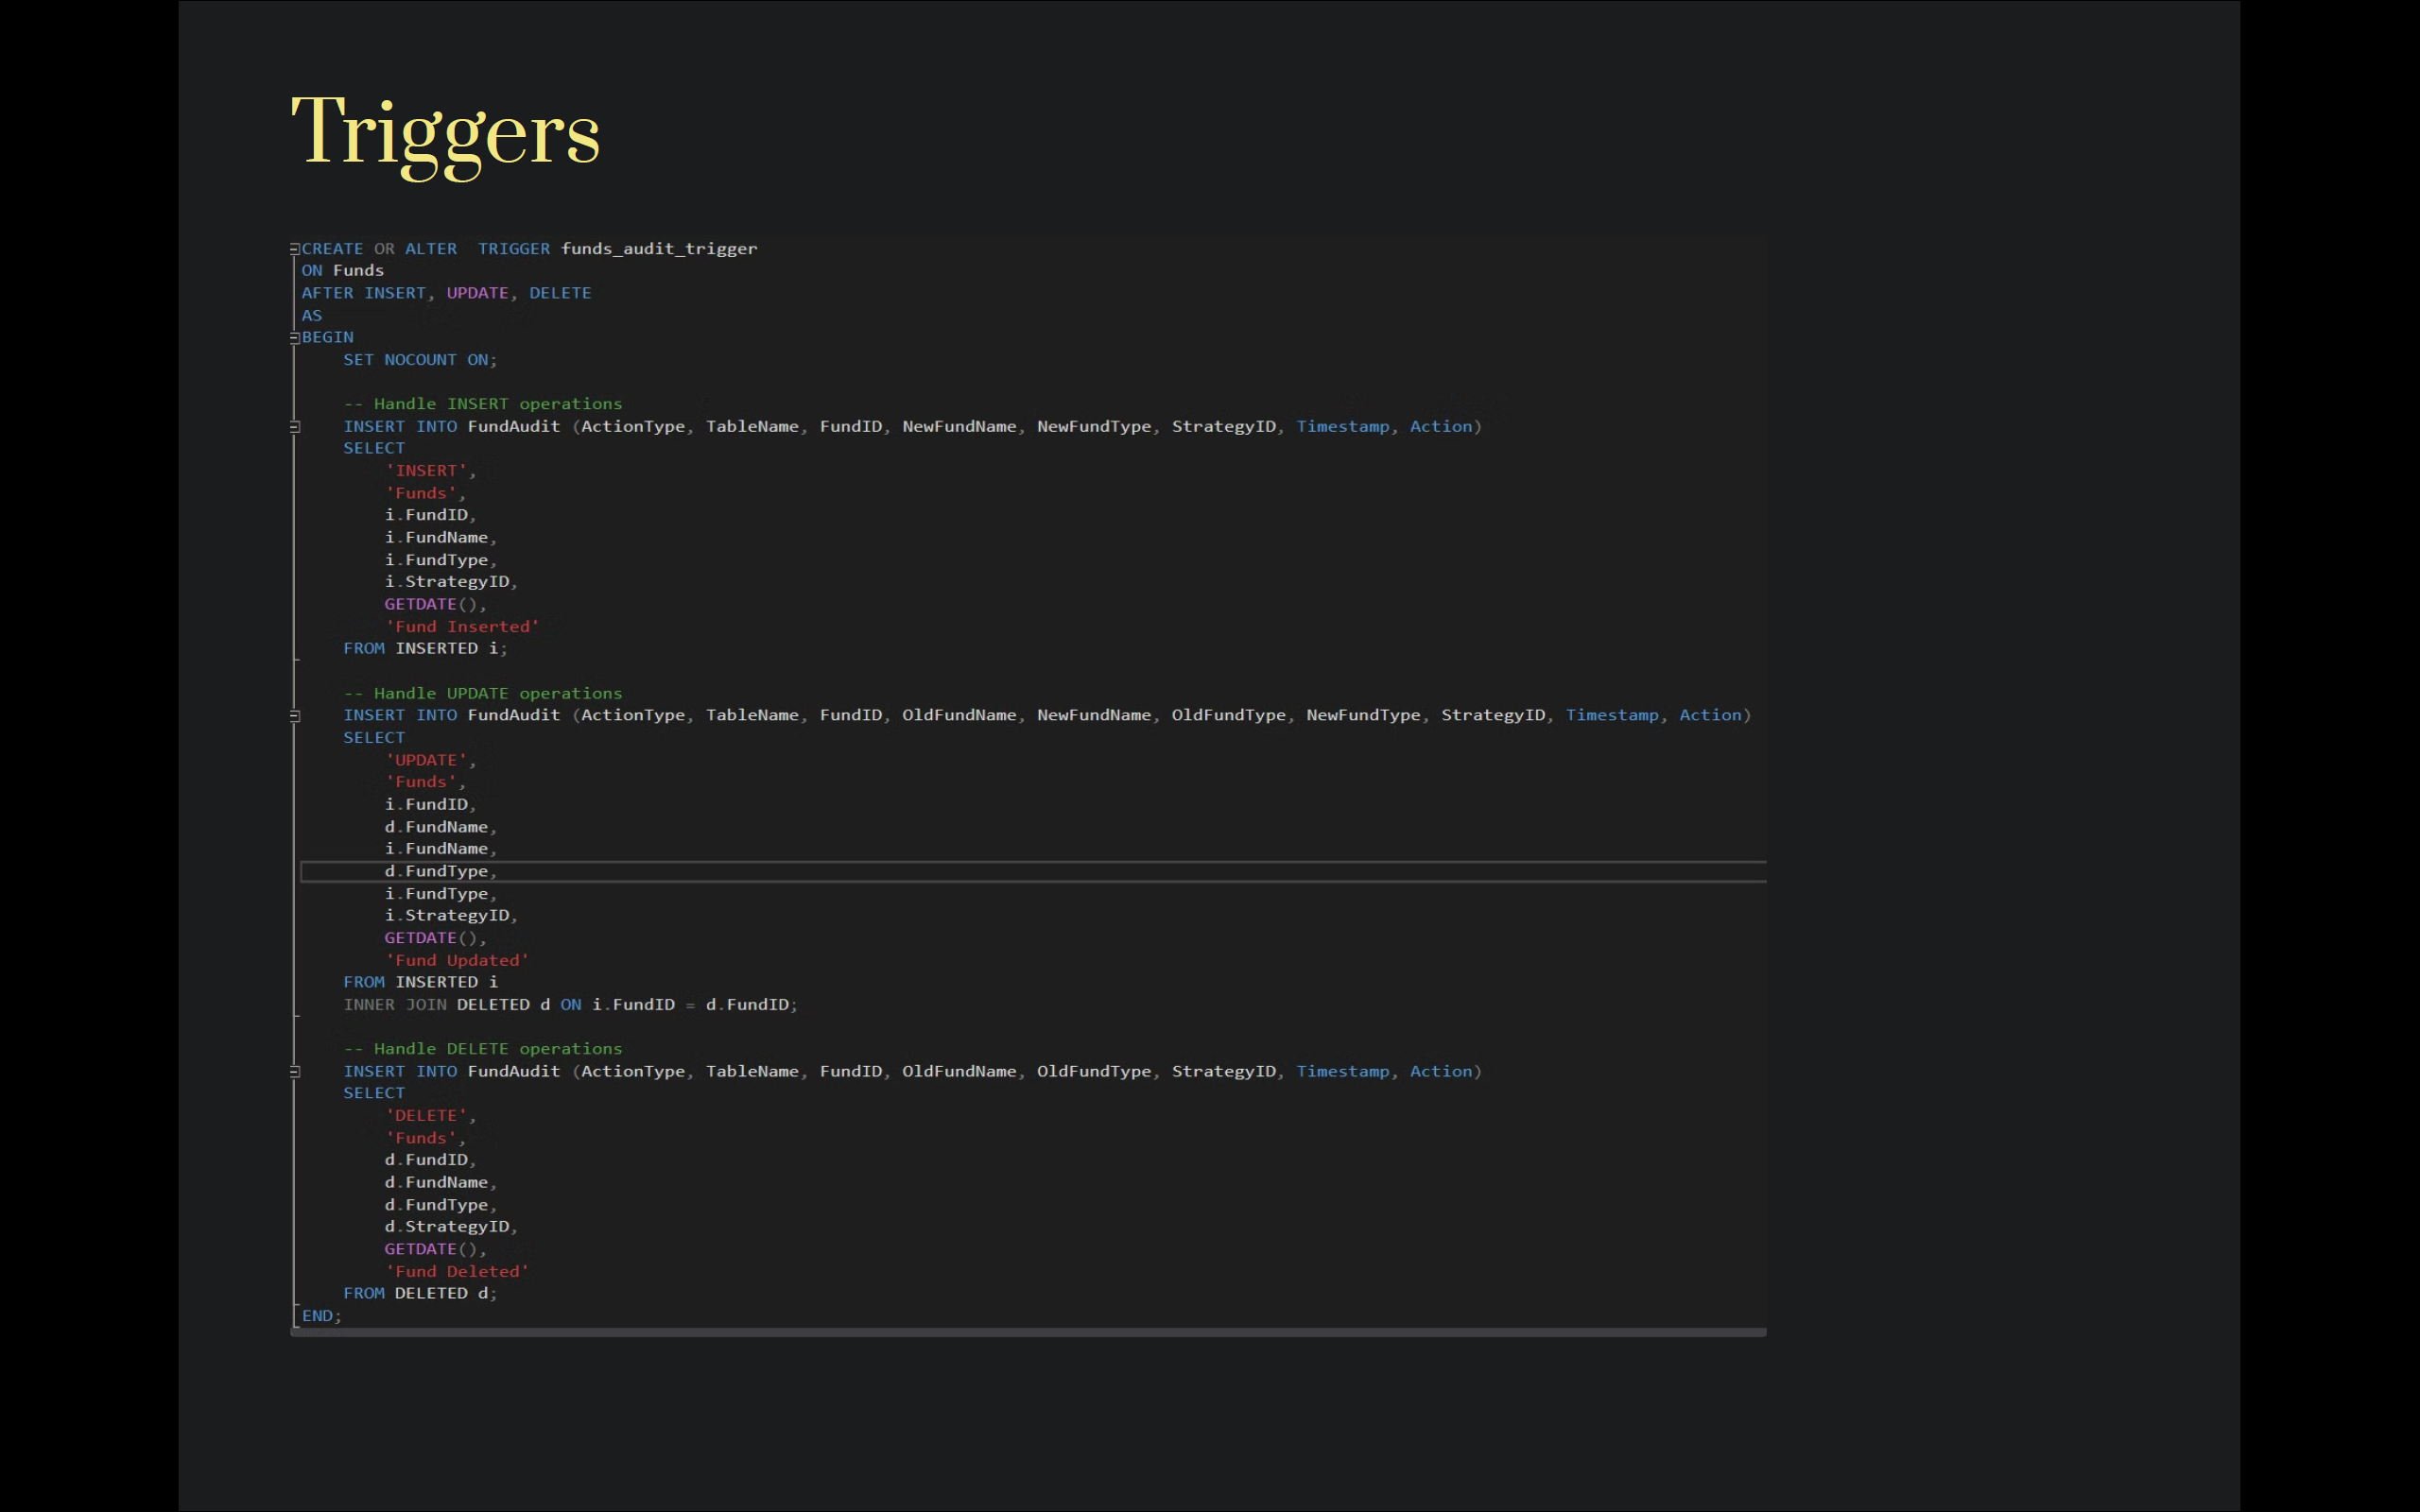 Triggers
CREATE OR ALTER  TRIGGER funds_audit_trigger
ON Funds
AFTER INSERT, UPDATE, DELETE
AS
BEGIN
    SET NOCOUNT ON;
    -- Handle INSERT operations
    INSERT INTO FundAudit (ActionType, TableName, FundID, NewFundName, NewFundType, StrategyID, Timestamp, Action)
    SELECT
        'INSERT',
        'Funds',
        i.FundID,
        i.FundName,
        i.FundType,
        i.StrategyID,
        GETDATE(),
        'Fund Inserted'
    FROM INSERTED i;
    -- Handle UPDATE operations
    INSERT INTO FundAudit (ActionType, TableName, FundID, OldFundName, NewFundName, OldFundType, NewFundType, StrategyID, Timestamp, Action)
    SELECT
        'UPDATE',
        'Funds',
        i.FundID,
        d.FundName,
        i.FundName,
        d.FundType,
        i.FundType,
        i.StrategyID,
        GETDATE(),
        'Fund Updated'
    FROM INSERTED i
    INNER JOIN DELETED d ON i.FundID = d.FundID;
    -- Handle DELETE operations
    INSERT INTO FundAudit (ActionType, TableName, FundID, OldFundName, OldFundType, StrategyID, Timestamp, Action)
    SELECT
        'DELETE',
        'Funds',
        d.FundID,
        d.FundName,
        d.FundType,
        d.StrategyID,
        GETDATE(),
        'Fund Deleted'
    FROM DELETED d;
END;